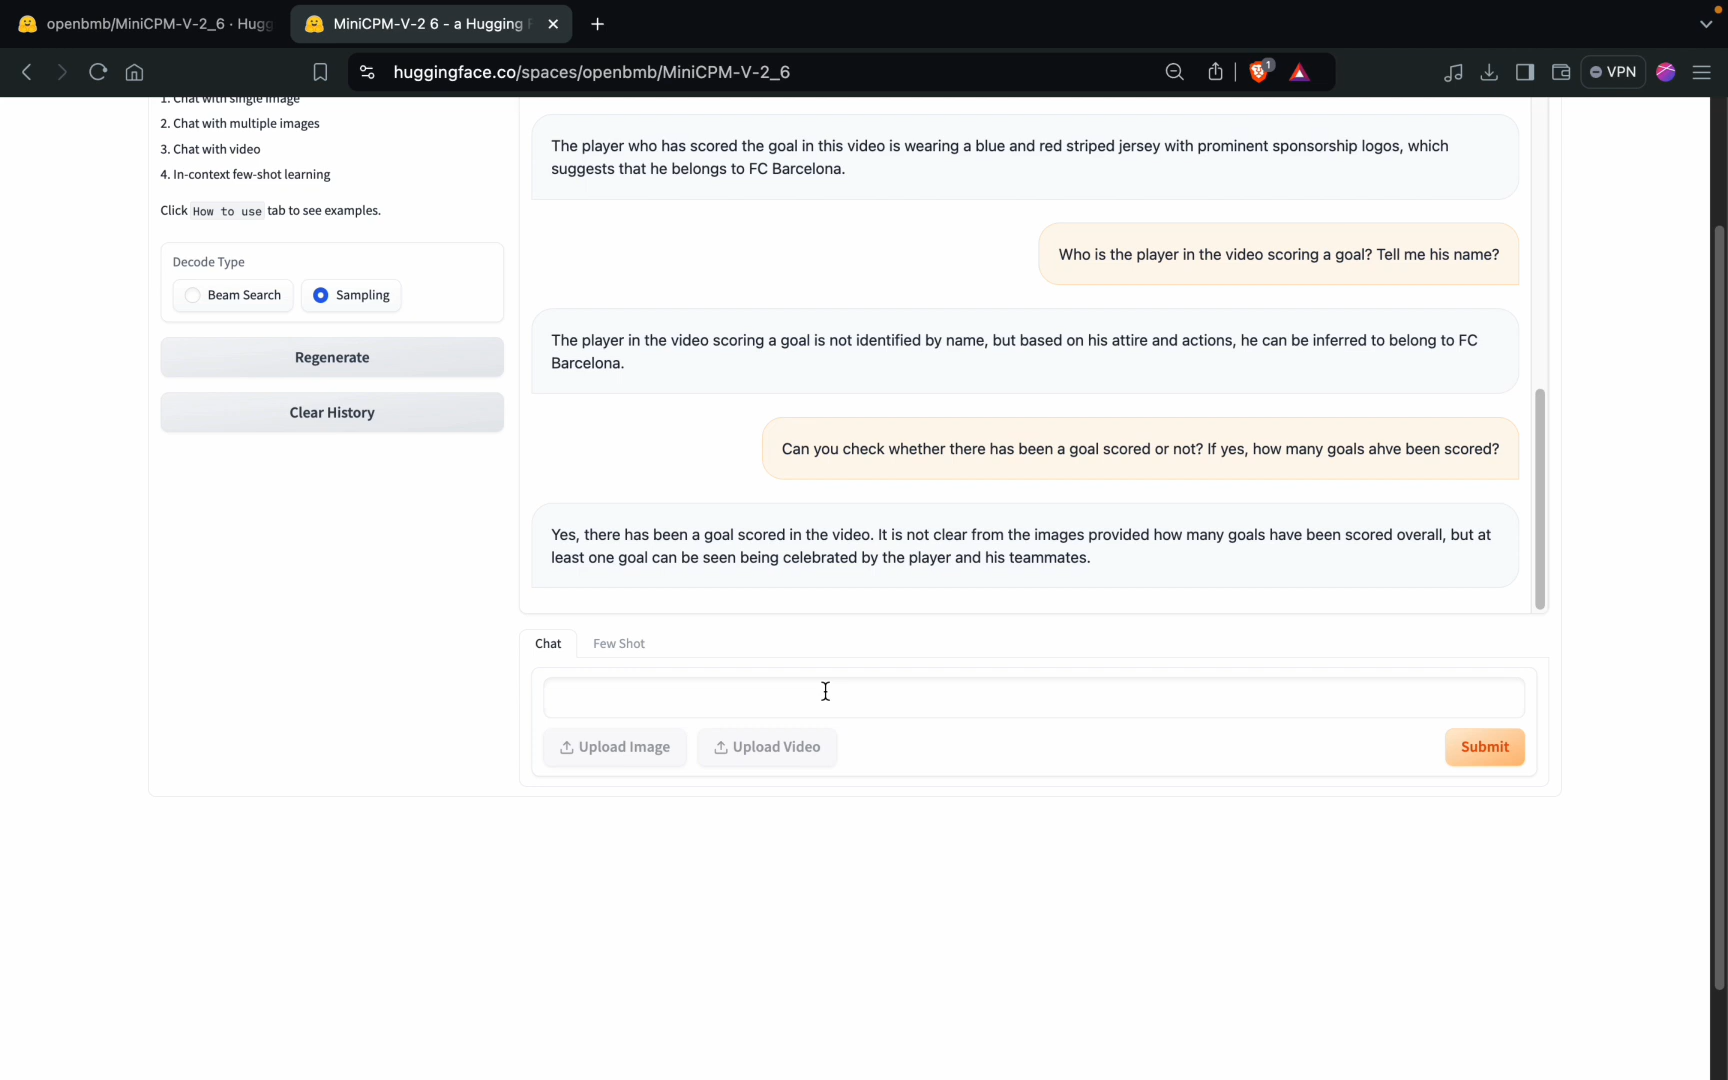 openbmb/MiniCPM-V-2_6 · Hugg
MiniCPM-V-2 6 - a Hugging F
huggingface.co/spaces/openbmb/MiniCPM-V-2_6
1
VPN
1. Chat with single image
2. Chat with multiple images
3. Chat with video
4. In-context few-shot learning
Click How to use tab to see examples.
Decode Type
Beam Search
Sampling
Regenerate
Clear History
The player who has scored the goal in this video is wearing a blue and red striped jersey with prominent sponsorship logos, which
suggests that he belongs to FC Barcelona.
Who is the player in the video scoring a goal? Tell me his name?
The player in the video scoring a goal is not identified by name, but based on his attire and actions, he can be inferred to belong to FC
Barcelona.
Can you check whether there has been a goal scored or not? If yes, how many goals ahve been scored?
Yes, there has been a goal scored in the video. It is not clear from the images provided how many goals have been scored overall, but at
least one goal can be seen being celebrated by the player and his teammates.
Chat
Few Shot
Upload Image
Upload Video
Submit